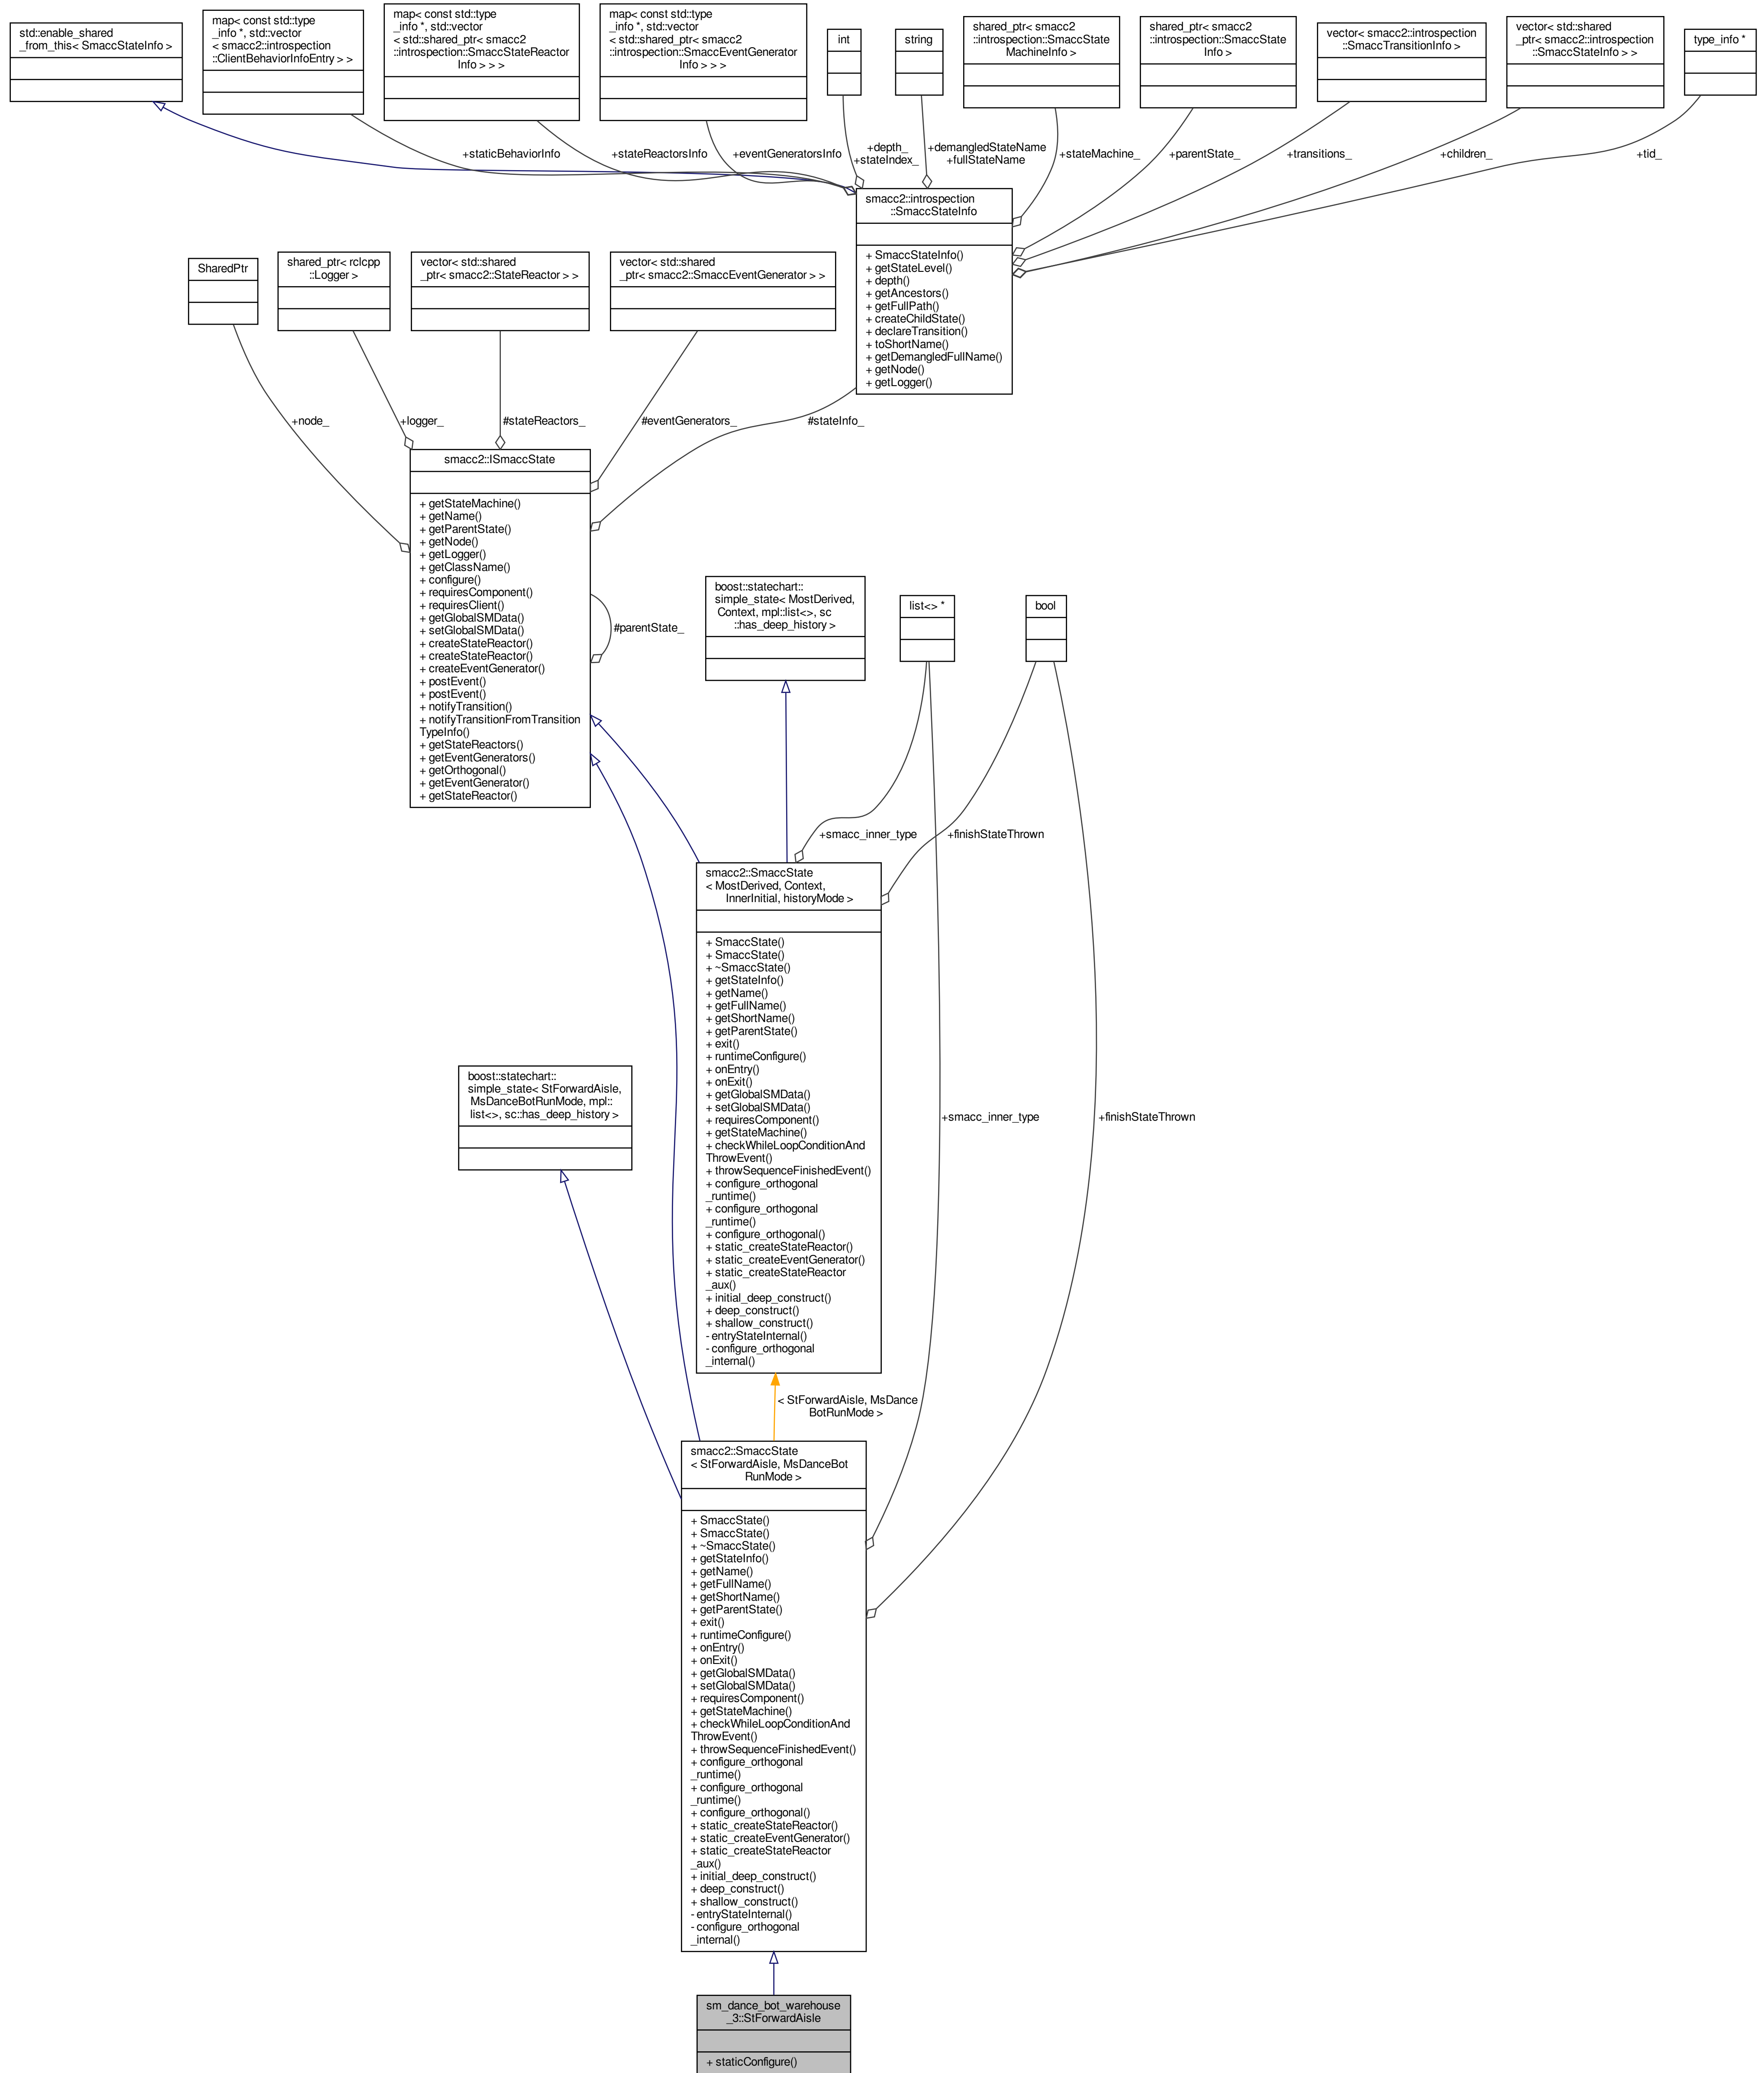 std::enable_shared
_from_this< SmaccStateInfo >
map< const std::type
_info *, std::vector
< smacc2::introspection
::ClientBehaviorInfoEntry > >
map< const std::type
_info *, std::vector
< std::shared_ptr< smacc2
::introspection::SmaccStateReactor
Info > > >
map< const std::type
_info *, std::vector
< std::shared_ptr< smacc2
::introspection::SmaccEventGenerator
Info > > >
int
string
shared_ptr< smacc2
::introspection::SmaccState
MachineInfo >
shared_ptr< smacc2
::introspection::SmaccState
Info >
vector< smacc2::introspection
::SmaccTransitionInfo >
vector< std::shared
_ptr< smacc2::introspection
::SmaccStateInfo > >
type_info *
+staticBehaviorInfo
+stateReactorsInfo
+eventGeneratorsInfo
+depth_
+stateIndex_
+demangledStateName
+fullStateName
+stateMachine_
+parentState_
+transitions_
+children_
+tid_
smacc2::introspection
::SmaccStateInfo
+ SmaccStateInfo()
+ getStateLevel()
+ depth()
+ getAncestors()
+ getFullPath()
+ createChildState()
+ declareTransition()
+ toShortName()
+ getDemangledFullName()
+ getNode()
+ getLogger()
SharedPtr
shared_ptr< rclcpp
::Logger >
vector< std::shared
_ptr< smacc2::StateReactor > >
vector< std::shared
_ptr< smacc2::SmaccEventGenerator > >
+node_
+logger_
#stateReactors_
#eventGenerators_
#stateInfo_
smacc2::ISmaccState
+ getStateMachine()
+ getName()
+ getParentState()
+ getNode()
+ getLogger()
+ getClassName()
+ configure()
+ requiresComponent()
+ requiresClient()
+ getGlobalSMData()
+ setGlobalSMData()
+ createStateReactor()
+ createStateReactor()
+ createEventGenerator()
+ postEvent()
+ postEvent()
+ notifyTransition()
+ notifyTransitionFromTransition
TypeInfo()
+ getStateReactors()
+ getEventGenerators()
+ getOrthogonal()
+ getEventGenerator()
+ getStateReactor()
#parentState_
boost::statechart::
simple_state< MostDerived,
Context, mpl::list<>, sc
::has_deep_history >
list<> *
bool
+smacc_inner_type
+finishStateThrown
smacc2::SmaccState
< MostDerived, Context,
InnerInitial, historyMode >
+ SmaccState()
+ SmaccState()
+ ~SmaccState()
+ getStateInfo()
+ getName()
+ getFullName()
+ getShortName()
+ getParentState()
+ exit()
+ runtimeConfigure()
+ onEntry()
+ onExit()
+ getGlobalSMData()
+ setGlobalSMData()
+ requiresComponent()
+ getStateMachine()
+ checkWhileLoopConditionAnd
ThrowEvent()
+ throwSequenceFinishedEvent()
+ configure_orthogonal
_runtime()
+ configure_orthogonal
_runtime()
+ configure_orthogonal()
+ static_createStateReactor()
+ static_createEventGenerator()
+ static_createStateReactor
_aux()
+ initial_deep_construct()
+ deep_construct()
+ shallow_construct()
- entryStateInternal()
- configure_orthogonal
_internal()
boost::statechart::
simple_state< StForwardAisle,
MsDanceBotRunMode, mpl::
list<>, sc::has_deep_history >
+smacc_inner_type
+finishStateThrown
< StForwardAisle, MsDance
BotRunMode >
smacc2::SmaccState
< StForwardAisle, MsDanceBot
RunMode >
+ SmaccState()
+ SmaccState()
+ ~SmaccState()
+ getStateInfo()
+ getName()
+ getFullName()
+ getShortName()
+ getParentState()
+ exit()
+ runtimeConfigure()
+ onEntry()
+ onExit()
+ getGlobalSMData()
+ setGlobalSMData()
+ requiresComponent()
+ getStateMachine()
+ checkWhileLoopConditionAnd
ThrowEvent()
+ throwSequenceFinishedEvent()
+ configure_orthogonal
_runtime()
+ configure_orthogonal
_runtime()
+ configure_orthogonal()
+ static_createStateReactor()
+ static_createEventGenerator()
+ static_createStateReactor
_aux()
+ initial_deep_construct()
+ deep_construct()
+ shallow_construct()
- entryStateInternal()
- configure_orthogonal
_internal()
sm_dance_bot_warehouse
_3::StForwardAisle
+ staticConfigure()